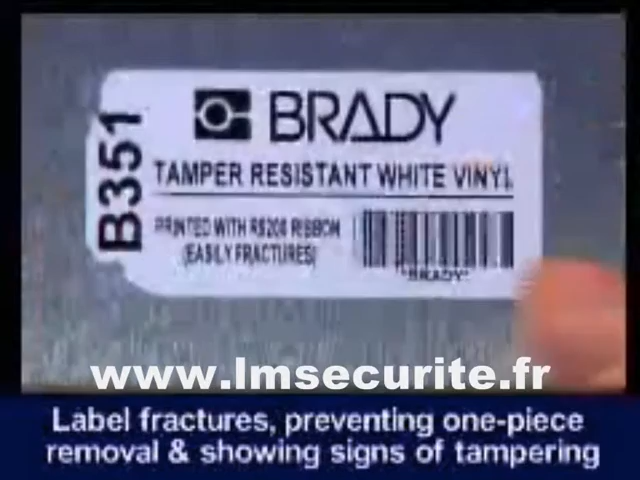 BRADY
B351
TAMPER RESISTANT WHITE VINYL
PRINTED WITH R5200 RIBBON
(EASILY FRACTURES)
*BRADY*
www.lmsecurite.fr
Label fractures, preventing one-piece
removal & showing signs of tampering